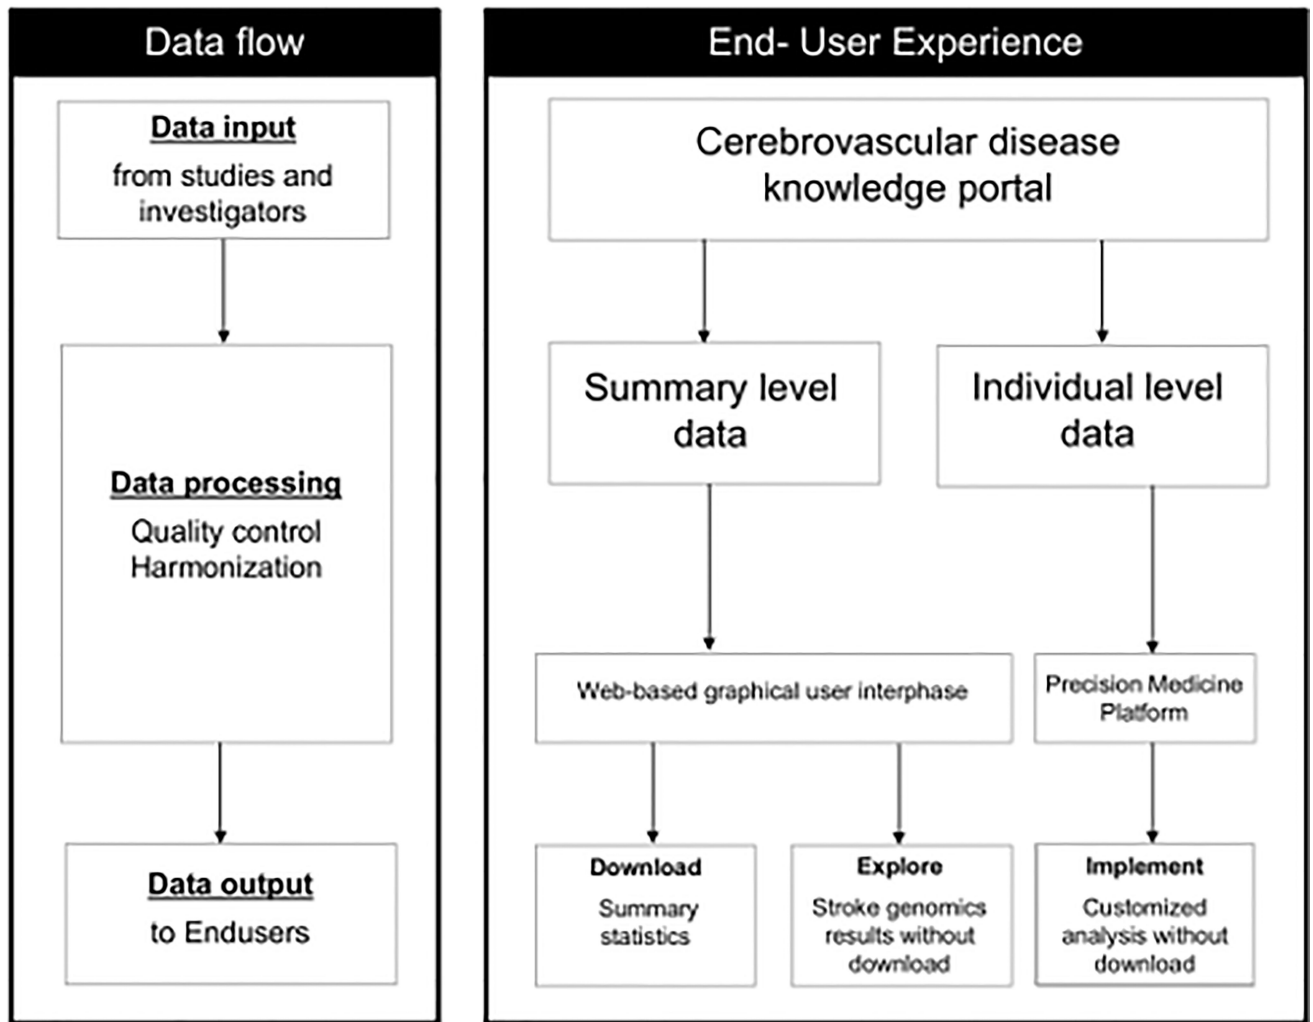 Data flow
Data input
from studies and
investigators
Data processing
Quality control
Harmonization
Data output
to Endusers
End- User Experience
Cerebrovascular disease
knowledge portal
Summary level
data
Individual level
data
Web-based graphical user interphase
Precision Medicine
Platform
Download
Summary
statistics
Explore
Stroke genomics
results without
download
Implement
Customized
analysis without
download